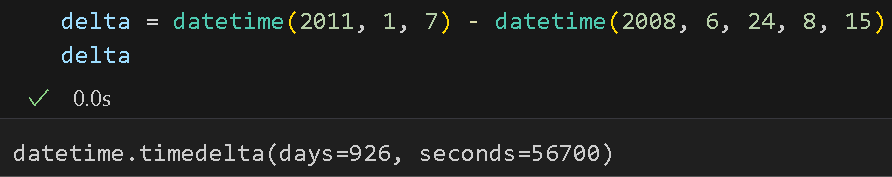 delta = datetime(2011, 1, 7) - datetime(2008, 6, 24, 8, 15)
delta
0.0s
datetime.timedelta(days=926, seconds=56700)